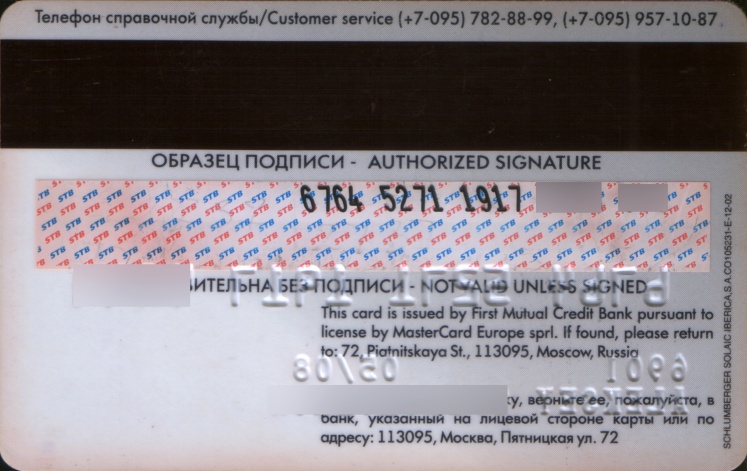 Телефон справочной службы/Customer service (+7-095) 782-88-99, (+7-095) 957-10-87
ОБРАЗЕЦ ПОДПИСИ - AUTHORIZED SIGNATURE
6764 5271 1917
STB
ВИТЕЛЬНА БЕЗ ПОДПИСИ - NOT VALID UNLESS SIGNED
This card is issued by First Mutual Credit Bank pursuant to
license by MasterCard Europe sprl. If found, please return
to: 72, Piatnitskaya St., 113095, Moscow, Russia
05/08
ку, верните ее, пожалуйста, в
банк, указанный на лицевой стороне карты или по
адресу: 113095, Москва, Пятницкая ул. 72
SCHLUMBERGER SOLAIC IBERICA,S.A.CO105231-E-12-02